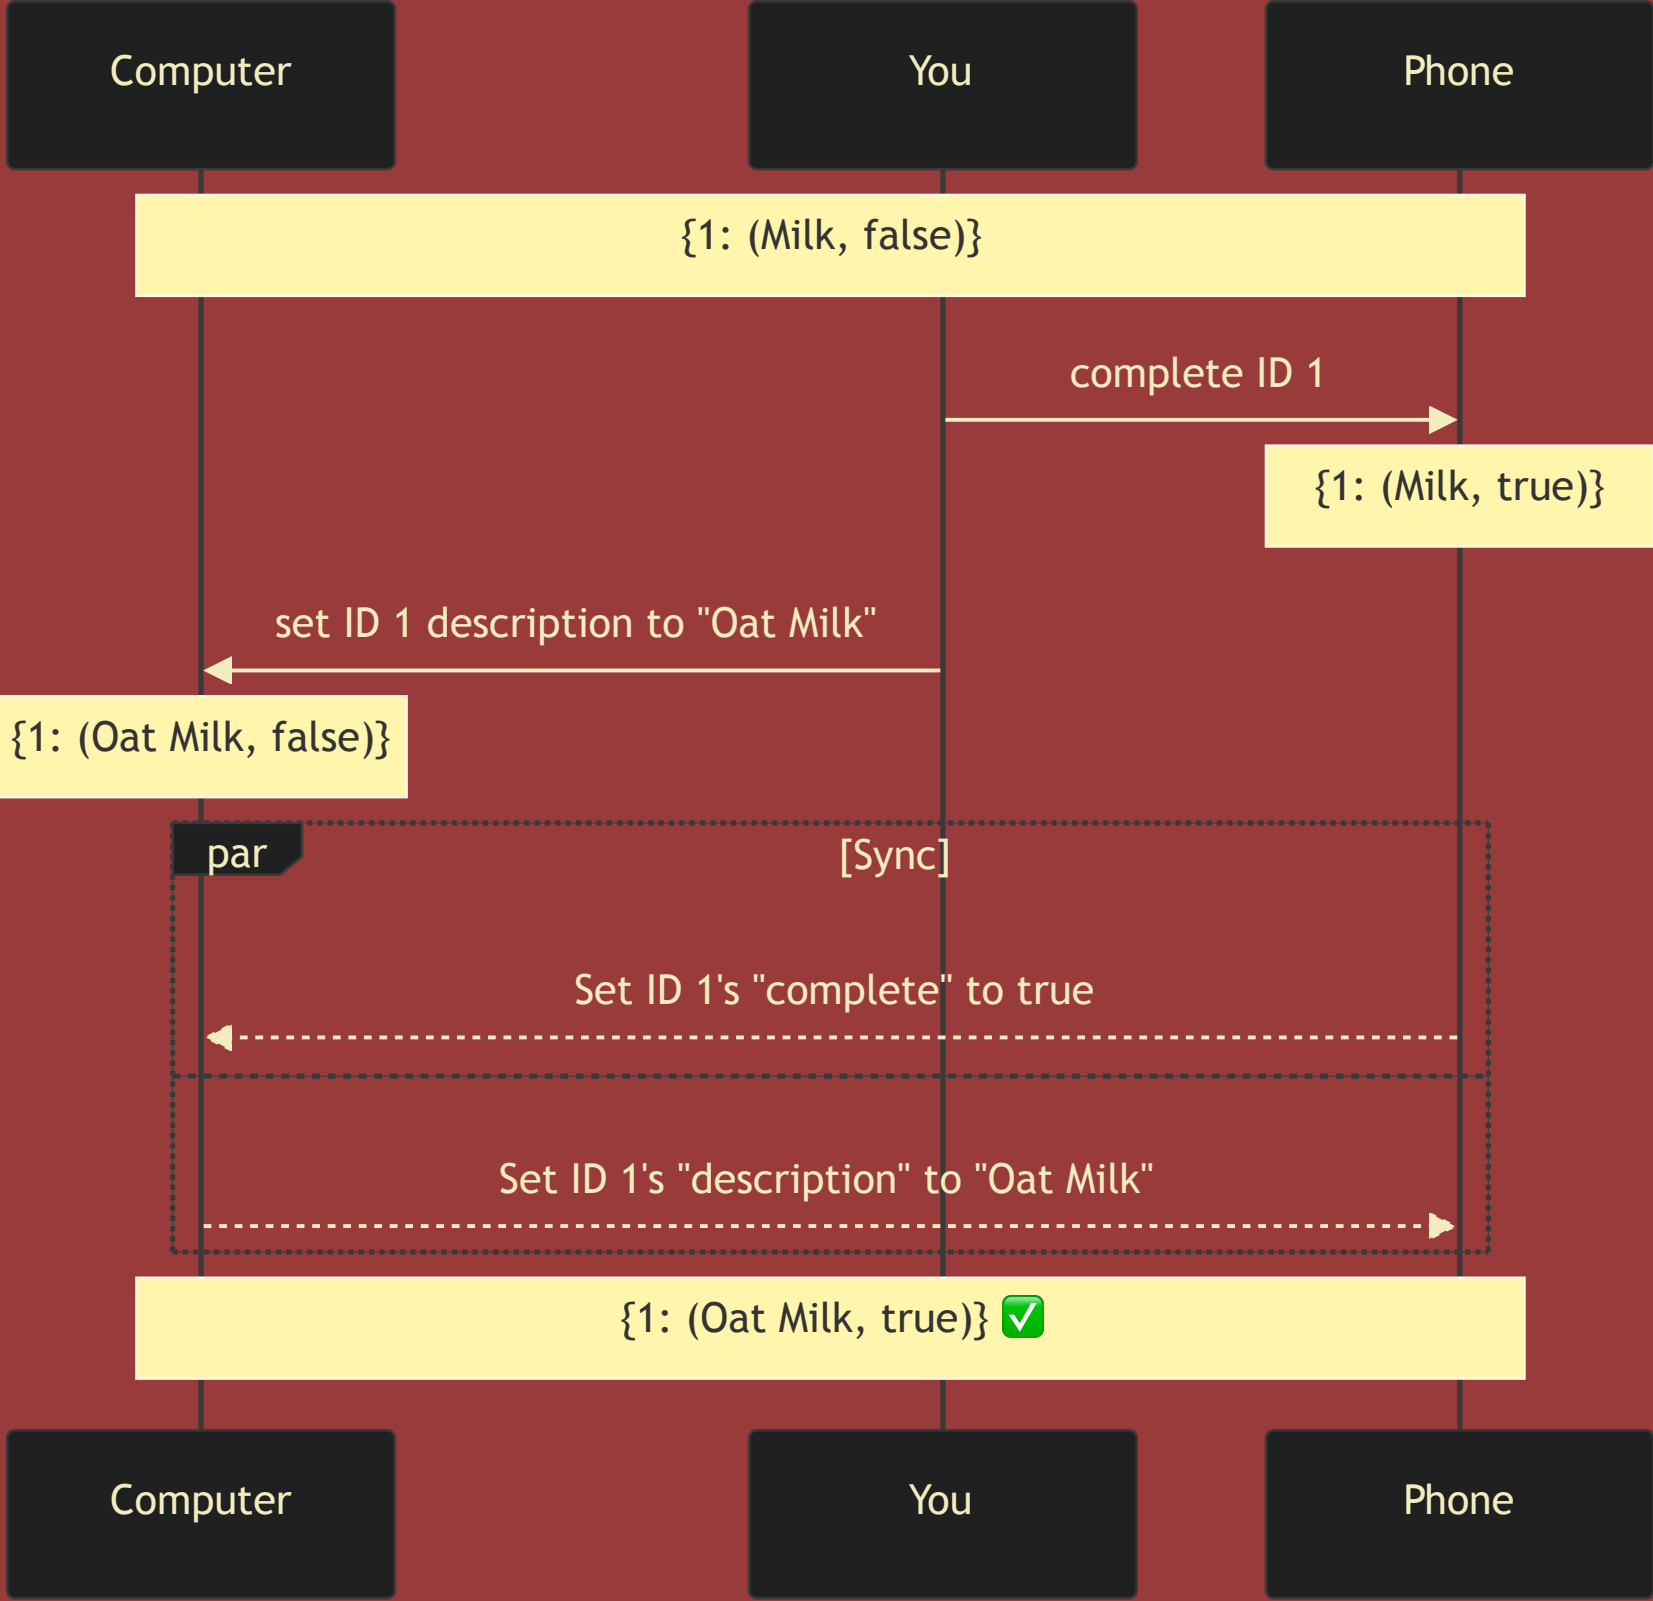 Computer
You
Phone
{1: (Milk, false)}
complete ID 1
{1: (Milk, true)}
set ID 1 description to "Oat Milk"
{1: (Oat Milk, false)}
par
[Sync]
Set ID 1's "complete" to true
Set ID 1's "description" to "Oat Milk"
{1: (Oat Milk, true)} ✅
Computer
You
Phone